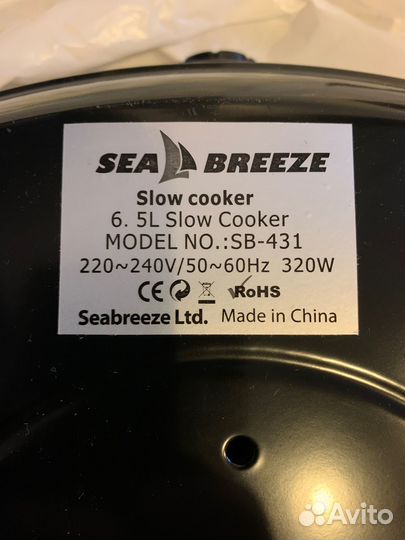 SEA BREEZE
Slow cooker
6. 5L Slow Cooker
MODEL NO.:SB-431
220~240V/50~60Hz 320W
CE RoHS
Seabreeze Ltd. Made in China
Avito